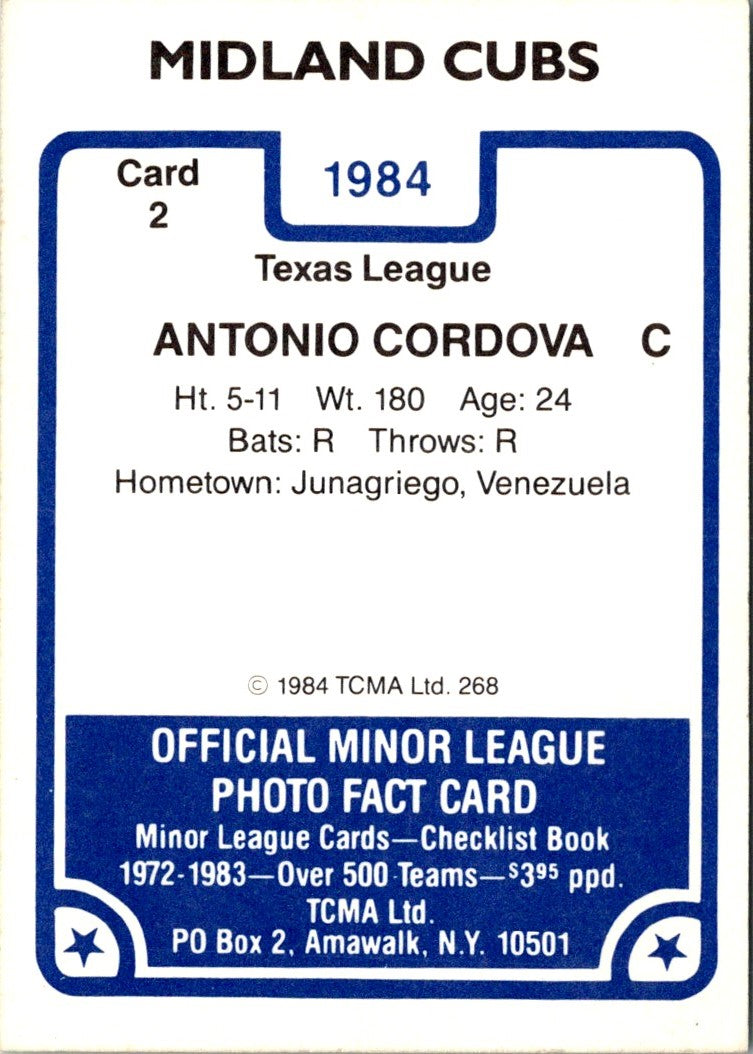 MIDLAND CUBS
Card
2
1984
Texas League
ANTONIO CORDOVA C
Ht. 5-11 Wt. 180 Age: 24
Bats: R Throws: R
Hometown: Junagriego, Venezuela
© 1984 TCMA Ltd. 268
OFFICIAL MINOR LEAGUE
PHOTO FACT CARD
Minor League Cards—Checklist Book
1972-1983—Over 500 Teams—$395 ppd.
TCMA Ltd.
PO Box 2, Amawalk, N.Y. 10501